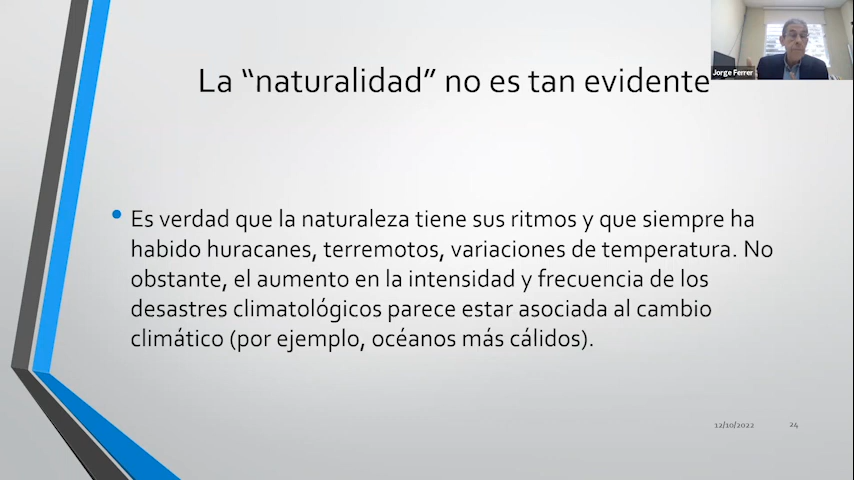 La “naturalidad” no es tan evidente
Jorge Ferrer
• Es verdad que la naturaleza tiene sus ritmos y que siempre ha
habido huracanes, terremotos, variaciones de temperatura. No
obstante, el aumento en la intensidad y frecuencia de los
desastres climatológicos parece estar asociada al cambio
climático (por ejemplo, océanos más cálidos).
12/10/2022
24